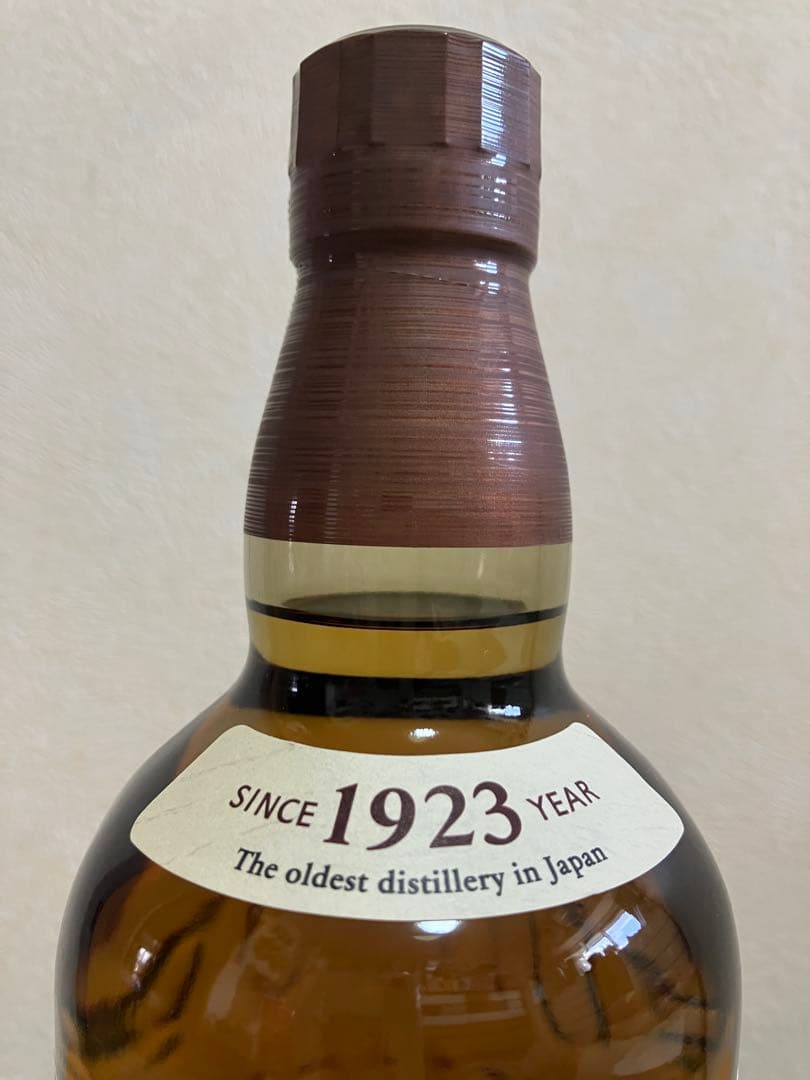 SINCE 1923 YEAR
The oldest distillery in Japan